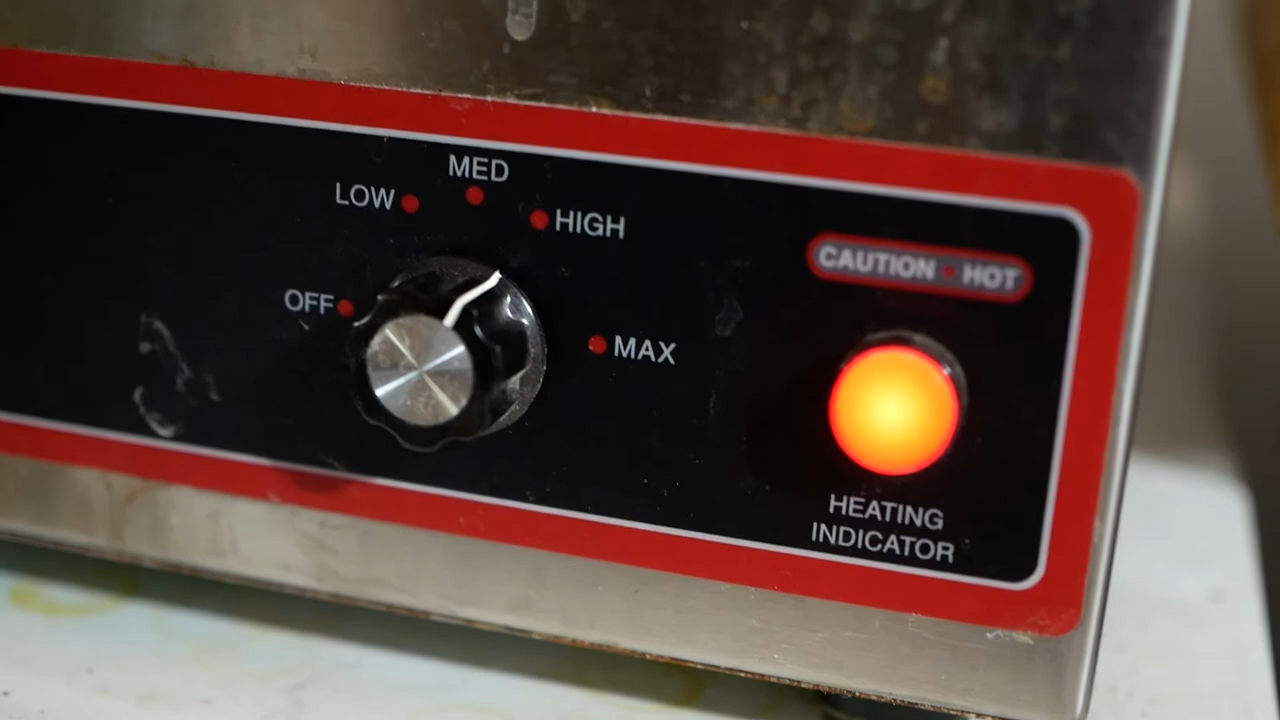 MED
LOW
HIGH
OFF
MAX
CAUTION • HOT
HEATING
INDICATOR